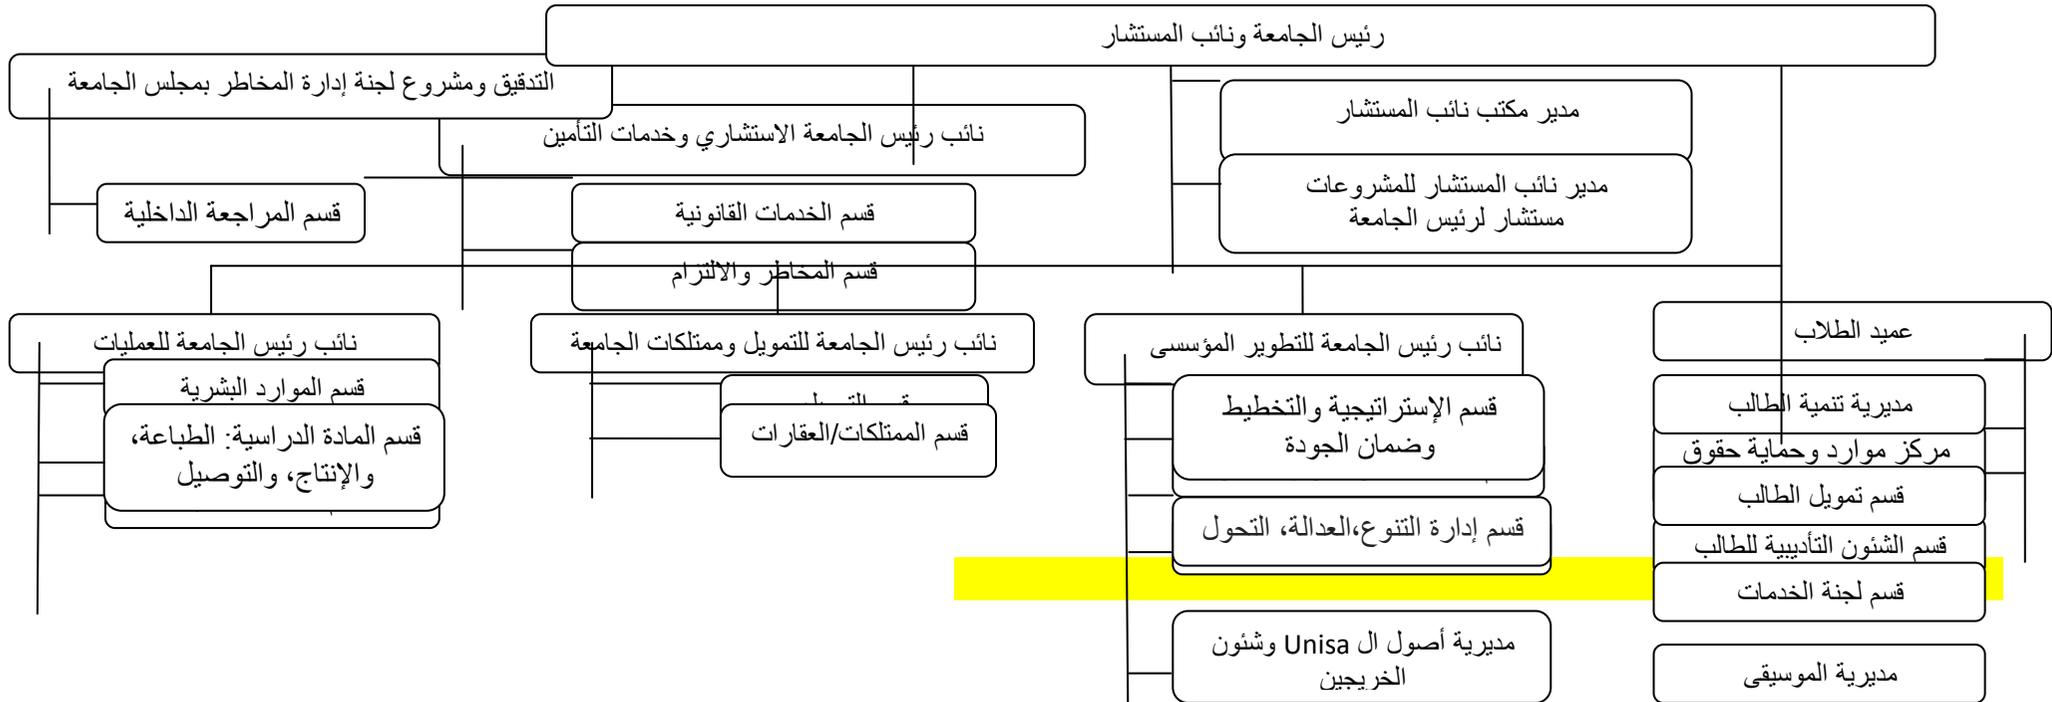 رئيس الجامعة ونائب المستشار
التدقيق ومشروع لجنة إدارة المخاطر بمجلس الجامعة
مدير مكتب نائب المستشار
نائب رئيس الجامعة الاستشاري وخدمات التأمين
مدير نائب المستشار للمشروعات
مستشار لرئيس الجامعة
قسم الخدمات القانونية
قسم المراجعة الداخلية
قسم المخاطر والالتزام
عميد الطلاب
نائب رئيس الجامعة للتطوير المؤسسى
نائب رئيس الجامعة للتمويل وممتلكات الجامعة
نائب رئيس الجامعة للعمليات
مديرية تنمية الطالب
مركز موارد وحماية حقوق
قسم تمويل الطالب
قسم الشئون التأديبية للطالب
قسم لجنة الخدمات
مديرية الموسيقى
قسم الإستراتيجية والتخطيط
وضمان الجودة
قسم إدارة التنوع،العدالة، التحول
مديرية أصول ال Unisa وشئون
الخريجين
قسم
قسم الممتلكات/العقارات
قسم الموارد البشرية
قسم المادة الدراسية: الطباعة،
والإنتاج، والتوصيل